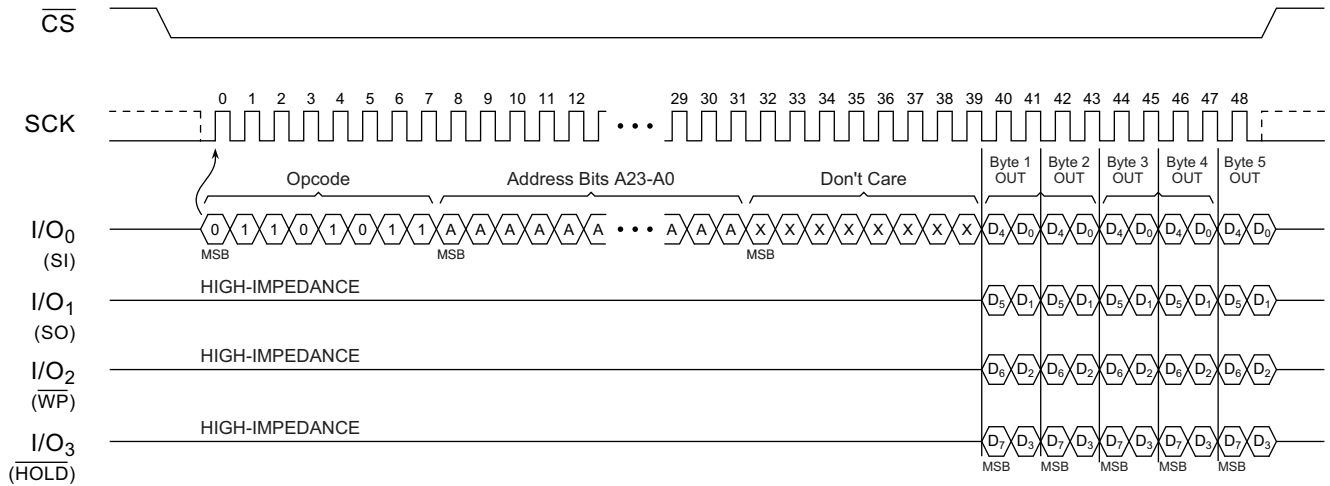 CS
0 1 2 3 4 5 6 7 8 9 10 11 12 29 30 31 32 33 34 35 36 37 38 39 40 41 42 43 44 45 46 47 48
SCK • • •
Opcode Address Bits A23-A0 Don't Care Byte 1 OUT Byte 2 OUT Byte 3 OUT Byte 4 OUT Byte 5 OUT
I/O0 (SI) 0 1 1 0 1 0 1 1 A A A A A A • • • A A A X X X X X X X X D4 D0 D4 D0 D4 D0 D4 D0 D4 D0
MSB MSB MSB
HIGH-IMPEDANCE
I/O1 (SO) D5 D1 D5 D1 D5 D1 D5 D1 D5 D1
HIGH-IMPEDANCE
I/O2 (WP) D6 D2 D6 D2 D6 D2 D6 D2 D6 D2
HIGH-IMPEDANCE
I/O3 (HOLD) D7 D3 D7 D3 D7 D3 D7 D3 D7 D3
MSB MSB MSB MSB MSB